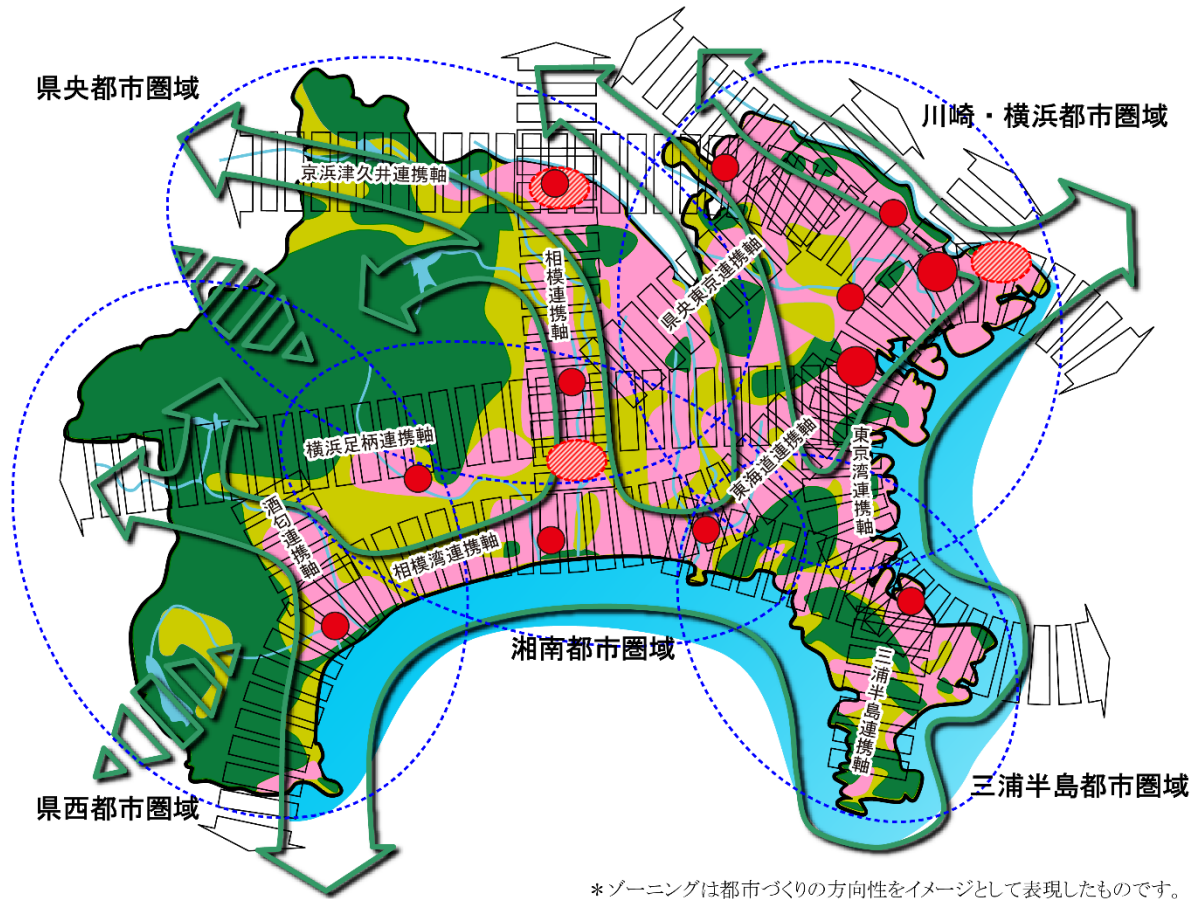 県央都市圏域
川崎・横浜都市圏域
京浜津久井連携軸
相模連携軸
県央東京連携軸
横浜足柄連携軸
東海道連携軸
東京湾連携軸
酒匂連携軸
相模湾連携軸
湘南都市圏域
三浦半島連携軸
三浦半島都市圏域
県西都市圏域
＊ゾーニングは都市づくりの方向性をイメージとして表現したものです。